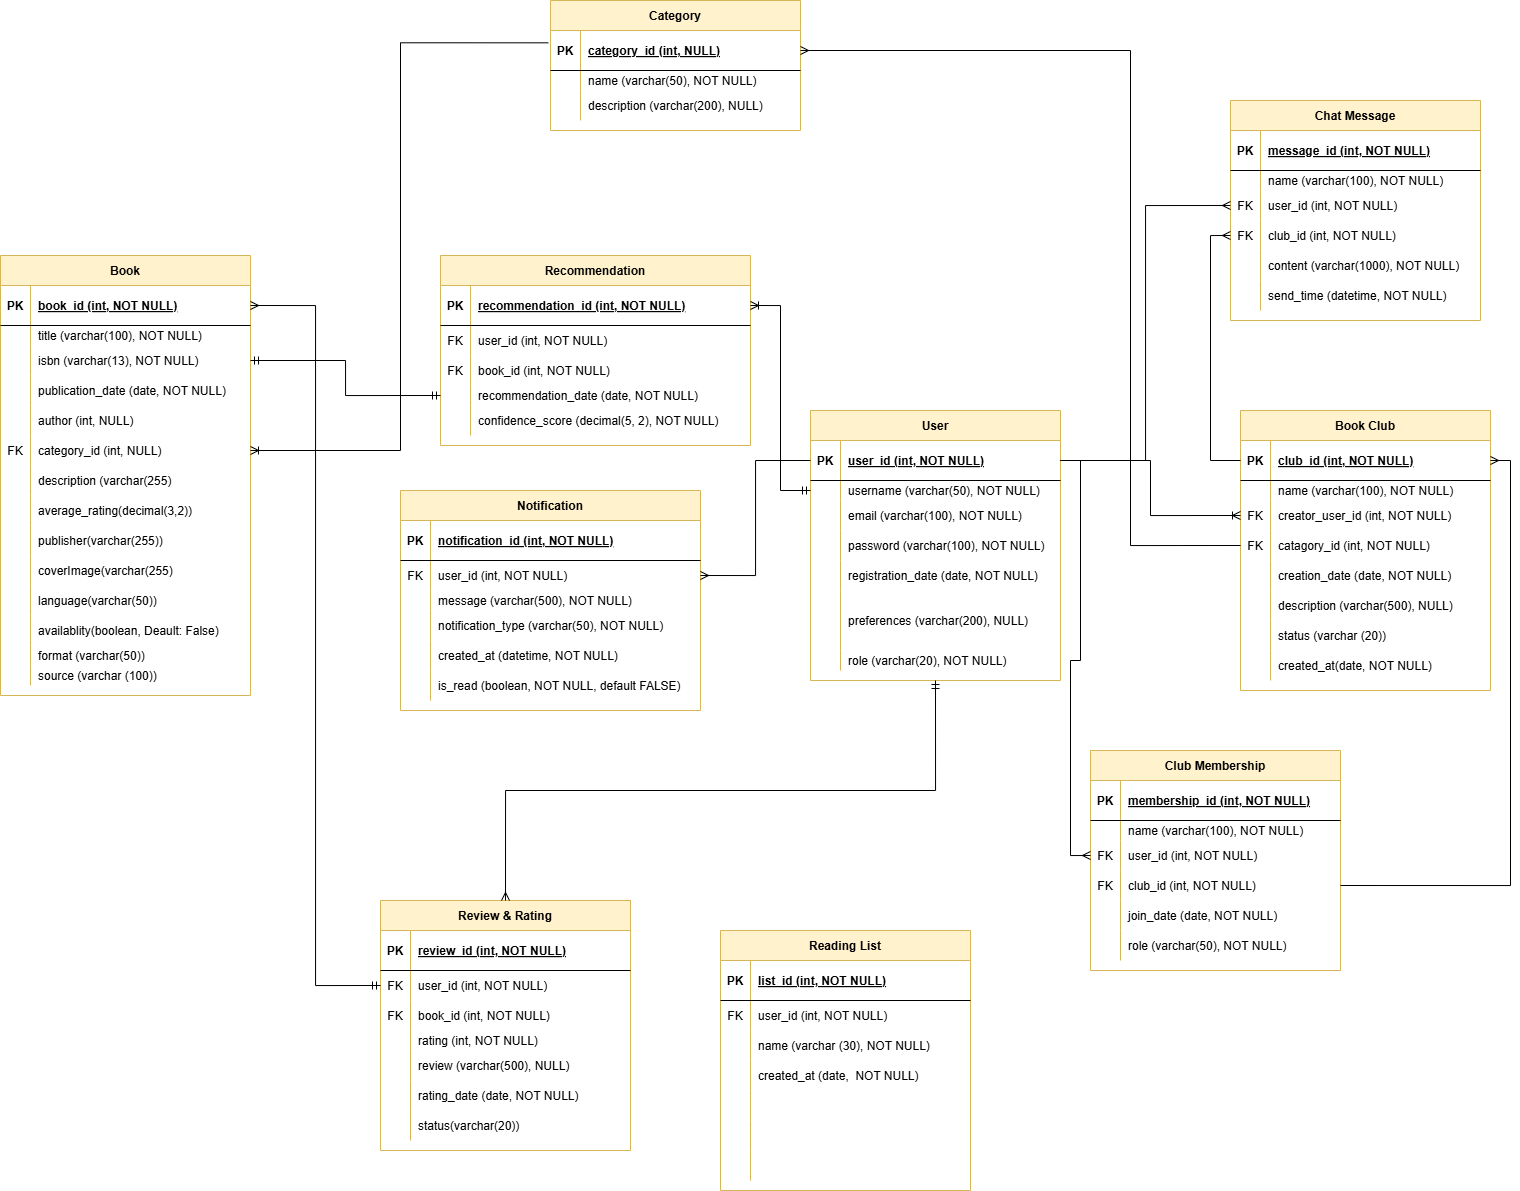 Category
PK category_id (int, NULL)
name (varchar(50), NOT NULL)
description (varchar(200), NULL)
Chat Message
PK message_id (int, NOT NULL)
name (varchar(100), NOT NULL)
FK user_id (int, NOT NULL)
FK club_id (int, NOT NULL)
content (varchar(1000), NOT NULL)
send_time (datetime, NOT NULL)
Book
PK book_id (int, NOT NULL)
title (varchar(100), NOT NULL)
isbn (varchar(13), NOT NULL)
publication_date (date, NOT NULL)
author (int, NULL)
FK category_id (int, NULL)
description (varchar(255)
average_rating(decimal(3,2))
publisher(varchar(255))
coverImage(varchar(255)
language(varchar(50))
availablity(boolean, Deault: False)
format (varchar(50))
source (varchar (100))
Recommendation
PK recommendation_id (int, NOT NULL)
FK user_id (int, NOT NULL)
FK book_id (int, NOT NULL)
recommendation_date (date, NOT NULL)
confidence_score (decimal(5, 2), NOT NULL)
User
PK user_id (int, NOT NULL)
username (varchar(50), NOT NULL)
email (varchar(100), NOT NULL)
password (varchar(100), NOT NULL)
registration_date (date, NOT NULL)
preferences (varchar(200), NULL)
role (varchar(20), NOT NULL)
Book Club
PK club_id (int, NOT NULL)
name (varchar(100), NOT NULL)
FK creator_user_id (int, NOT NULL)
FK catagory_id (int, NOT NULL)
creation_date (date, NOT NULL)
description (varchar(500), NULL)
status (varchar (20))
created_at(date, NOT NULL)
Notification
PK notification_id (int, NOT NULL)
FK user_id (int, NOT NULL)
message (varchar(500), NOT NULL)
notification_type (varchar(50), NOT NULL)
created_at (datetime, NOT NULL)
is_read (boolean, NOT NULL, default FALSE)
Club Membership
PK membership_id (int, NOT NULL)
name (varchar(100), NOT NULL)
FK user_id (int, NOT NULL)
FK club_id (int, NOT NULL)
join_date (date, NOT NULL)
role (varchar(50), NOT NULL)
Review & Rating
PK review_id (int, NOT NULL)
FK user_id (int, NOT NULL)
FK book_id (int, NOT NULL)
rating (int, NOT NULL)
review (varchar(500), NULL)
rating_date (date, NOT NULL)
status(varchar(20))
Reading List
PK list_id (int, NOT NULL)
FK user_id (int, NOT NULL)
name (varchar (30), NOT NULL)
created_at (date, NOT NULL)